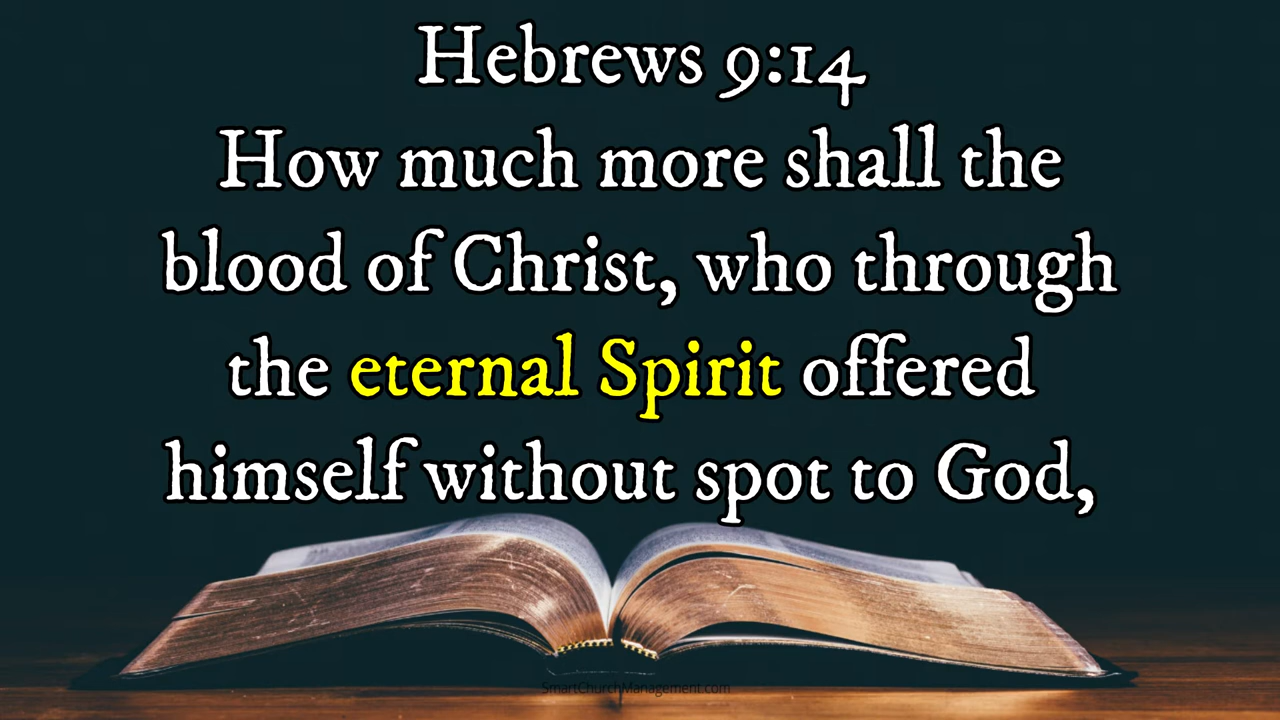 Hebrews 9:14
How much more shall the
blood of Christ, who through
the eternal Spirit offered
himself without spot to God,
SmartChurchManagement.com